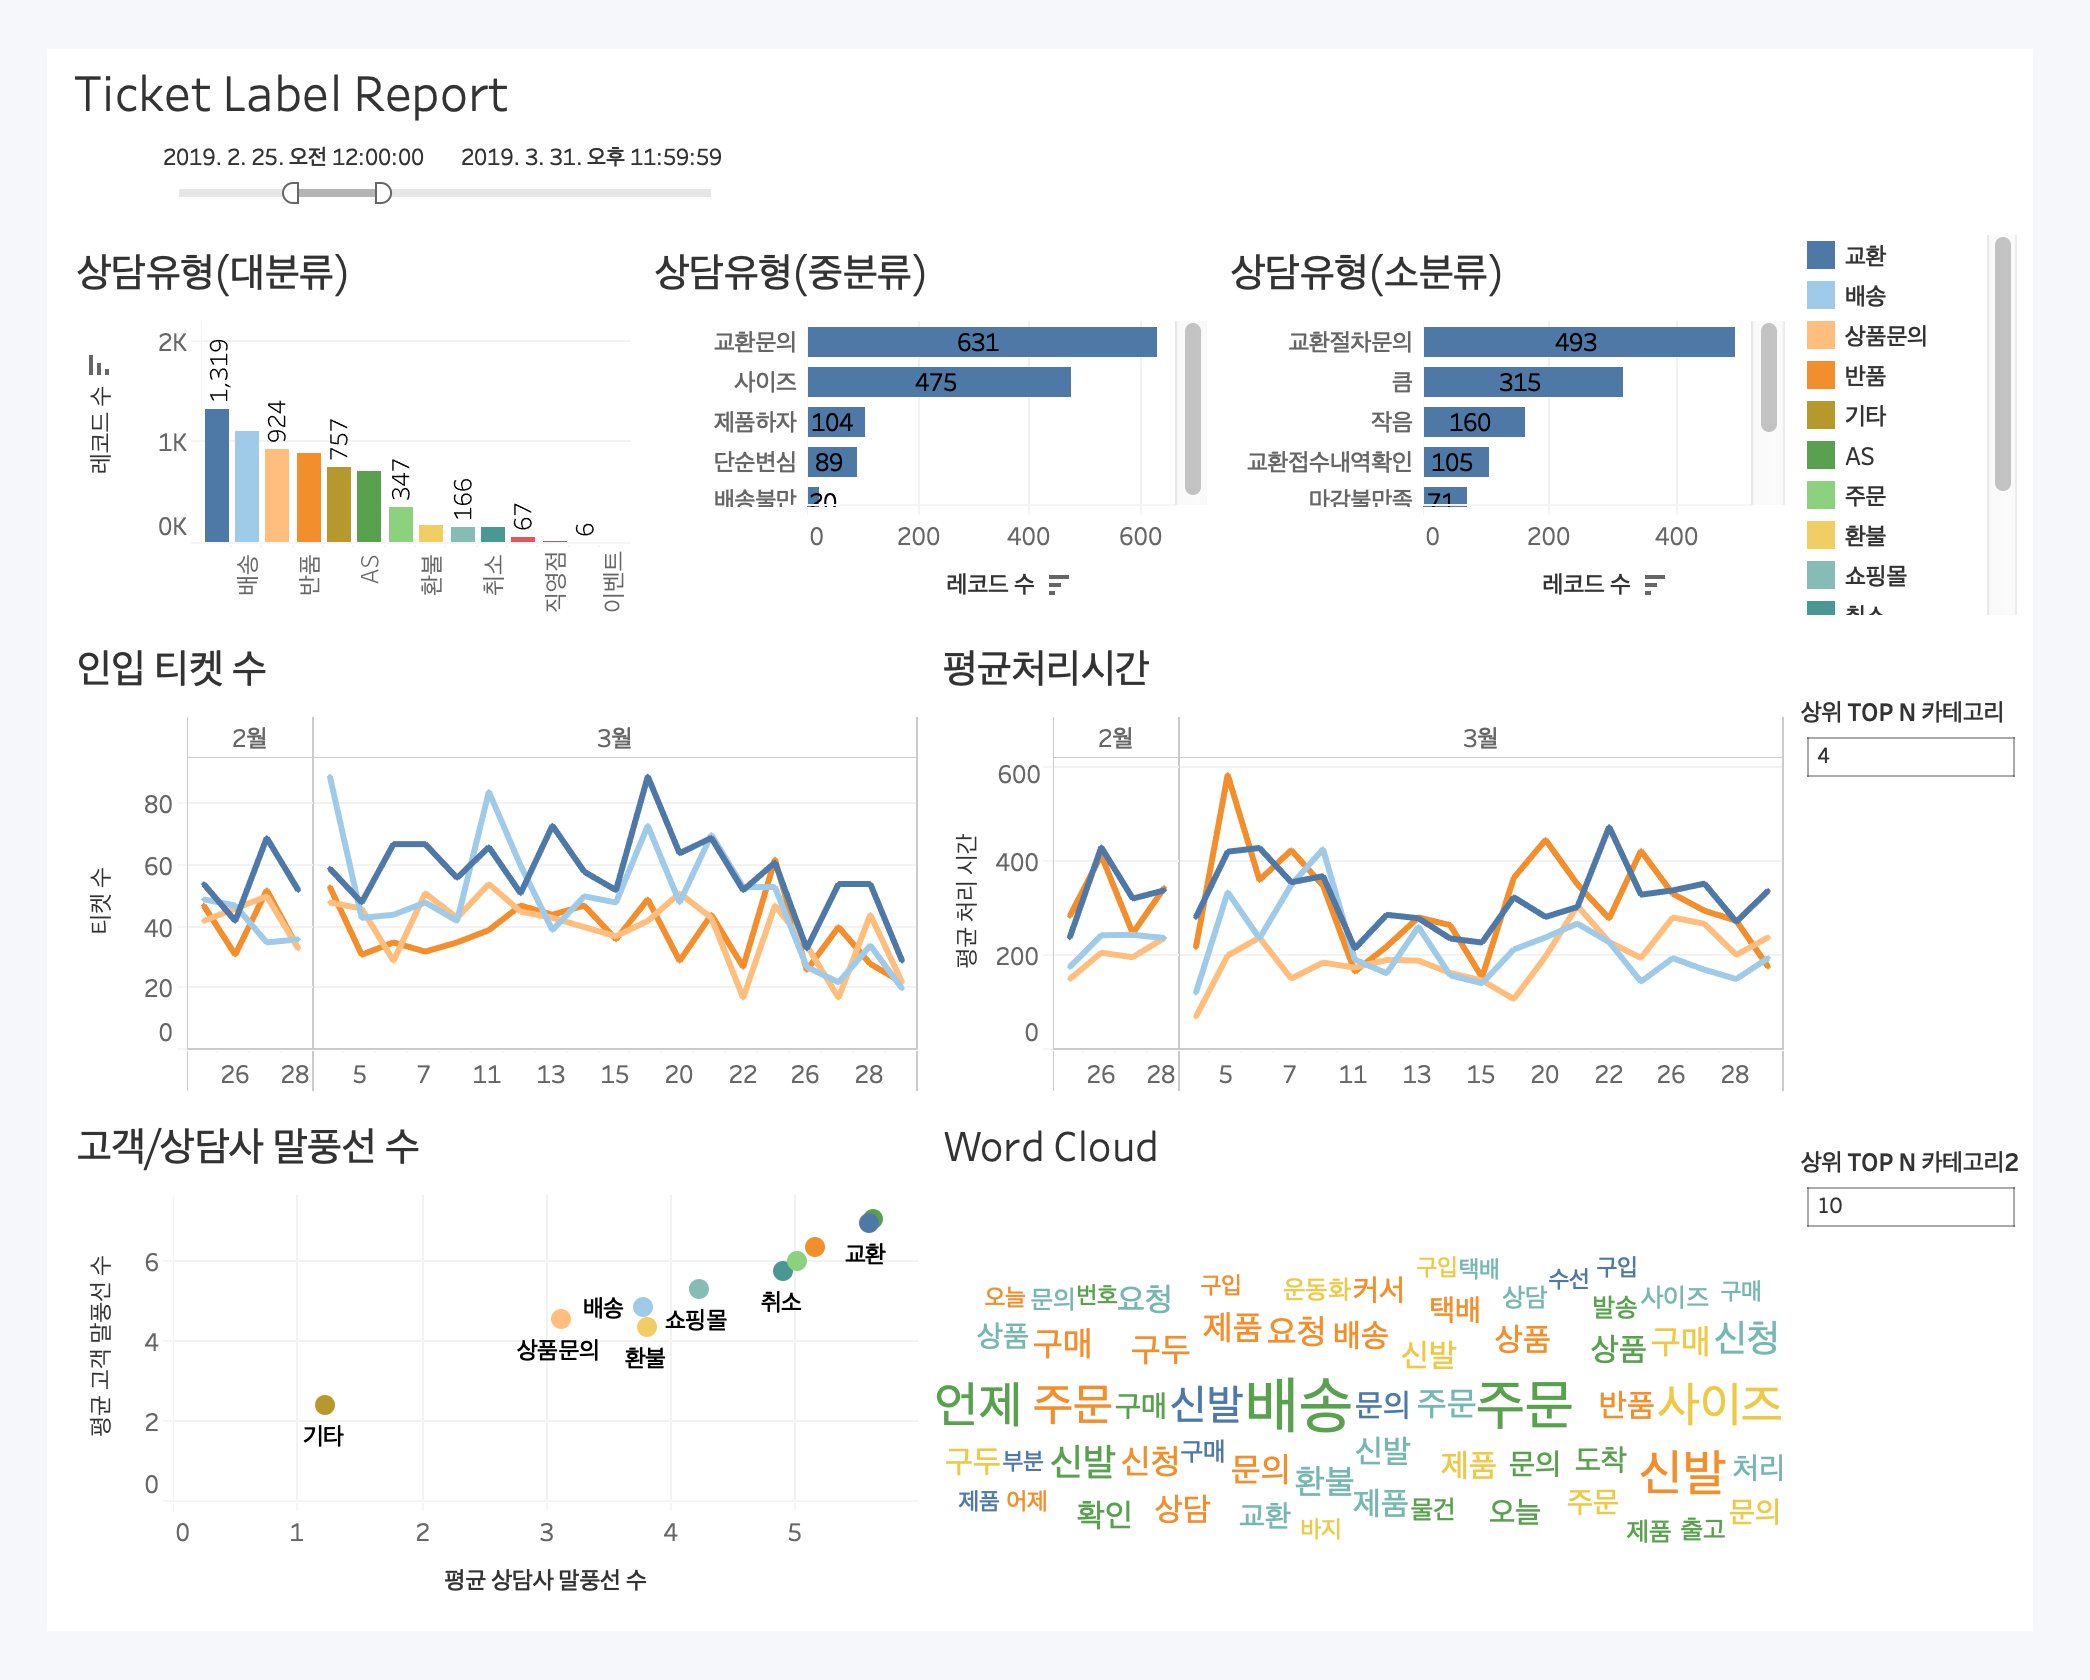 Ticket Label Report
2019. 2. 25. 오전 12:00:00 2019. 3. 31. 오후 11:59:59
상담유형(대분류)
레코드 수
2K
1K
0K
1,319
924
757
347
166
67
6
배송
반품
AS
환불
취소
직영점
이벤트
상담유형(중분류)
교환문의 631
사이즈 475
제품하자 104
단순변심 89
배송불만 20
0 200 400 600
레코드 수
상담유형(소분류)
교환절차문의 493
큼 315
작음 160
교환접수내역확인 105
마감불만족 71
0 200 400
레코드 수
교환
배송
상품문의
반품
기타
AS
주문
환불
쇼핑몰
취소
인입 티켓 수
2월 3월
티켓 수
80
60
40
20
0
26 28 5 7 11 13 15 20 22 26 28
평균처리시간
2월 3월
평균 처리 시간
600
400
200
0
26 28 5 7 11 13 15 20 22 26 28
상위 TOP N 카테고리
4
고객/상담사 말풍선 수
평균 고객 말풍선 수
6
4
2
0
교환
취소
쇼핑몰
배송
환불
상품문의
기타
0 1 2 3 4 5
평균 상담사 말풍선 수
Word Cloud
구입 택배 수선 구입
오늘 문의 번호 요청 구입 운동화 커서 택배 상담 발송 사이즈 구매
상품 구매 구두 제품 요청 배송 신발 상품 상품 구매 신청
언제 주문 구매 신발 배송 문의 주문 주문 반품 사이즈
구두 부분 신발 신청 구매 문의 환불 신발 제품 문의 도착 신발 처리
제품 어제 확인 상담 교환 바지 제품 물건 오늘 주문 제품 출고 문의
상위 TOP N 카테고리2
10